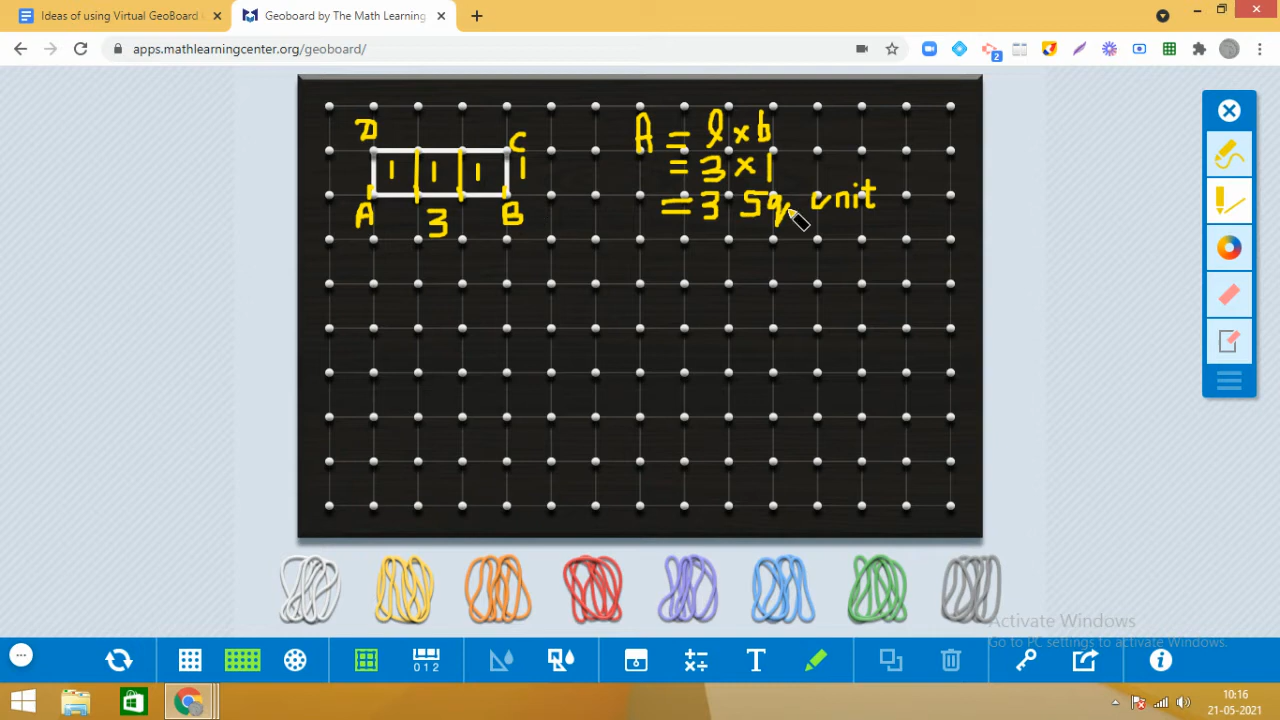 Ideas of using Virtual GeoBoard
Geoboard by The Math Learning
apps.mathlearningcenter.org/geoboard/
2
D C
1 1 1 1
A 3 B
A = l × b
= 3 × 1
= 3 Sq unit
Activate Windows
Go to PC settings to activate Windows.
0 1 2
T
10:16
21-05-2021